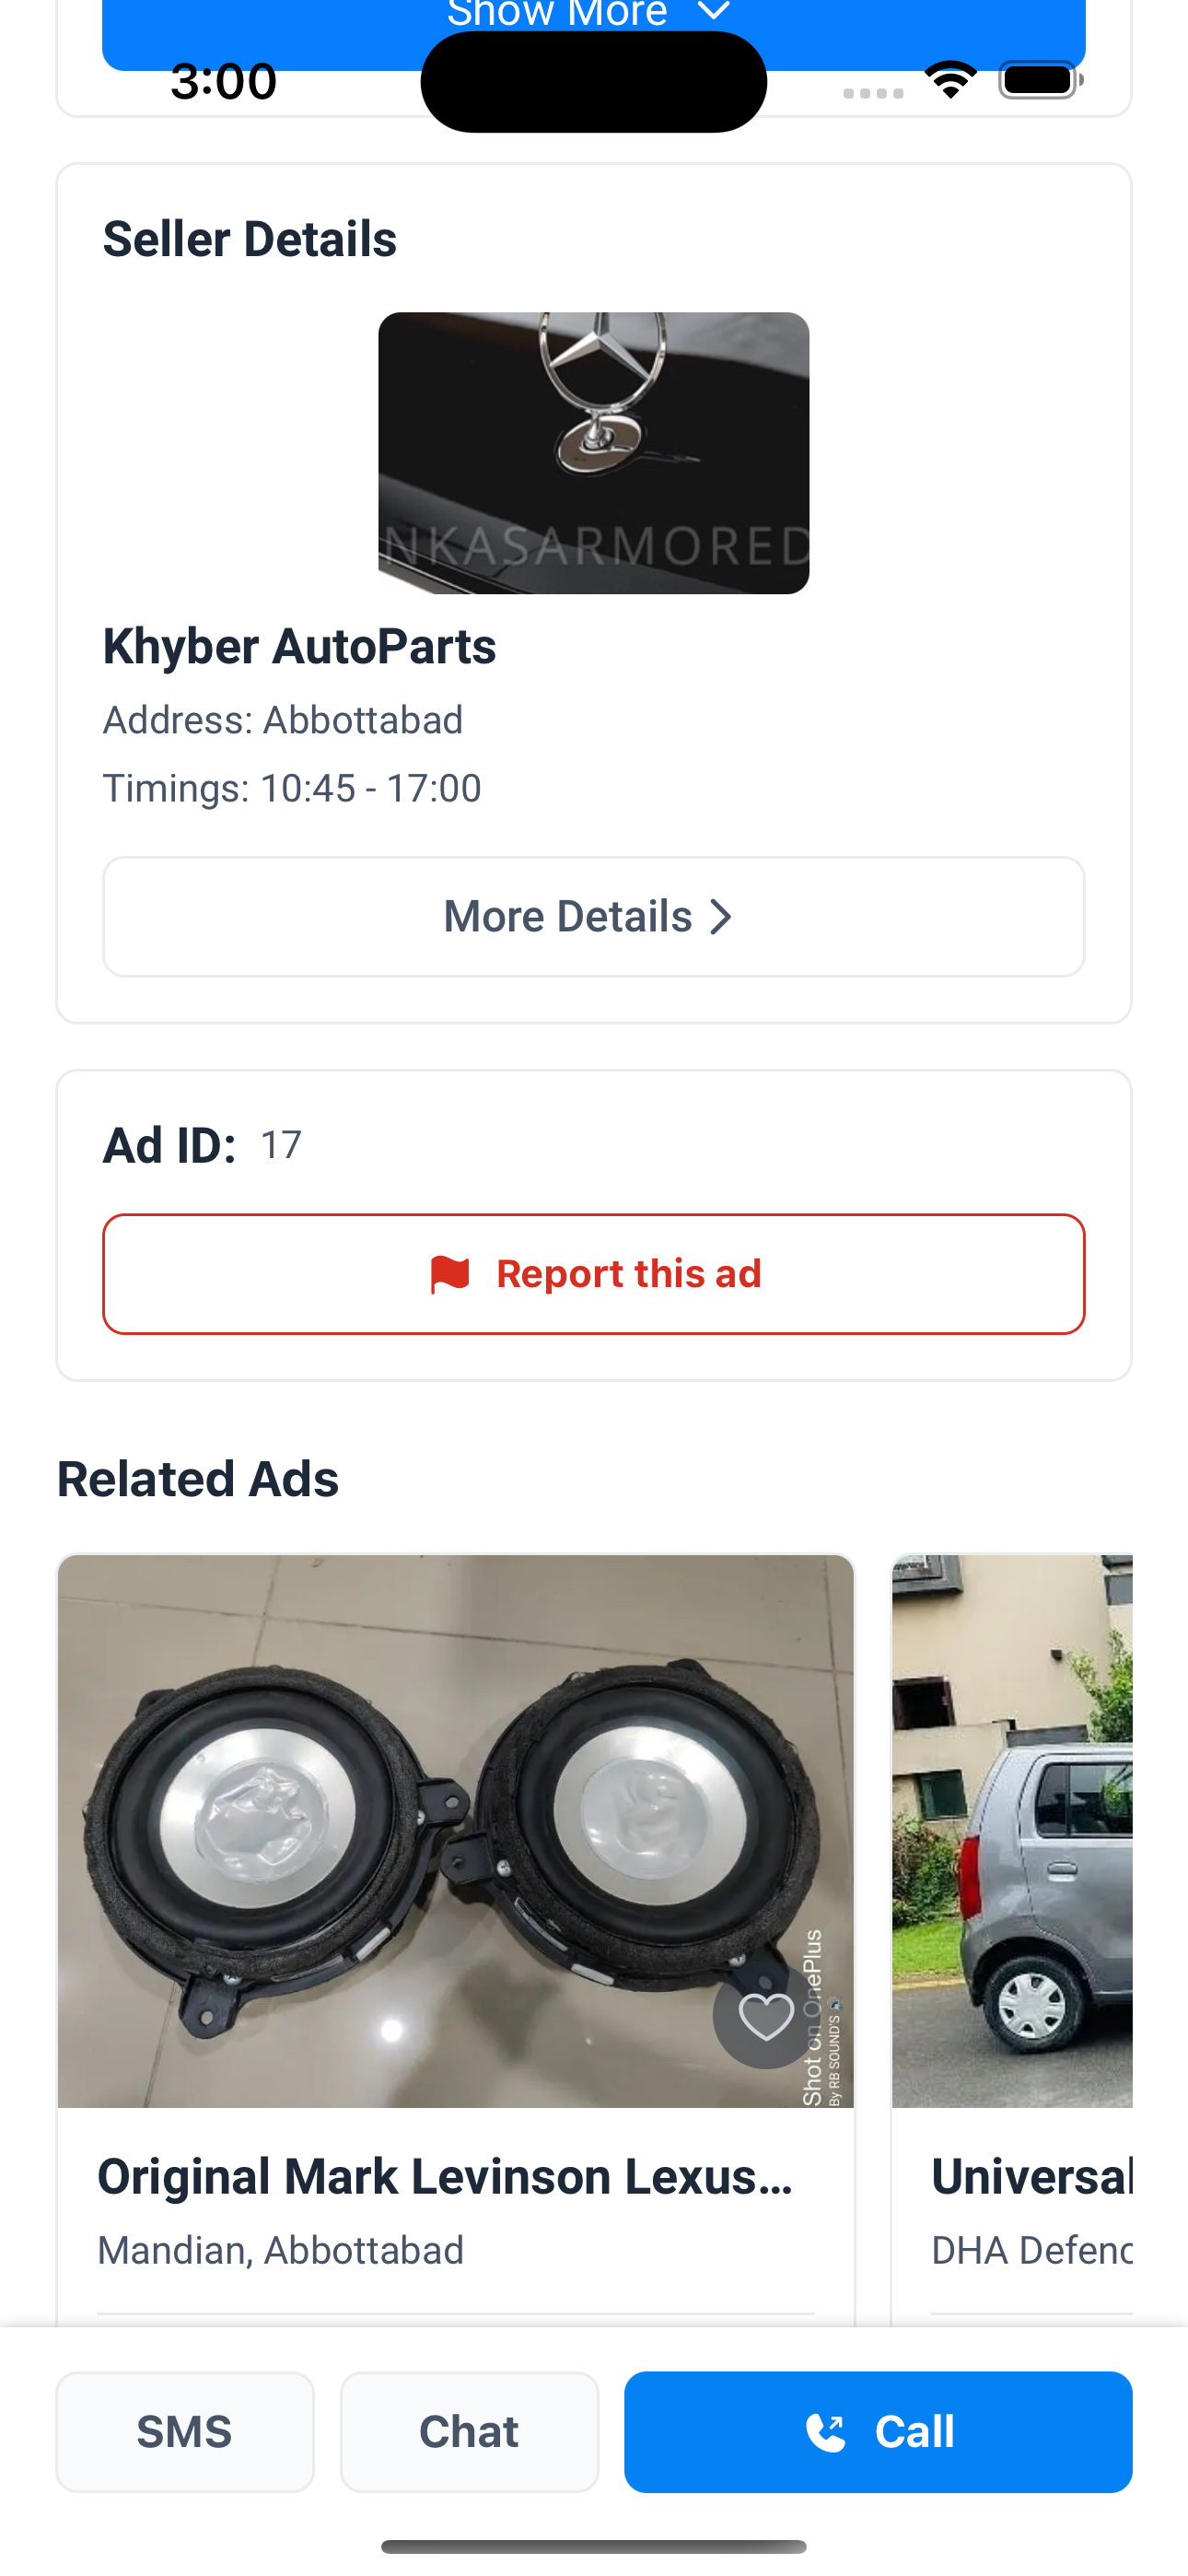 Show More
3:00
Seller Details
NKASARMORED
Khyber AutoParts
Address: Abbottabad
Timings: 10:45 - 17:00
More Details
Ad ID: 17
Report this ad
Related Ads
Shot on OnePlus
By RB SOUND'S
Original Mark Levinson Lexus...
Mandian, Abbottabad
Universal
DHA Defenc
SMS
Chat
Call